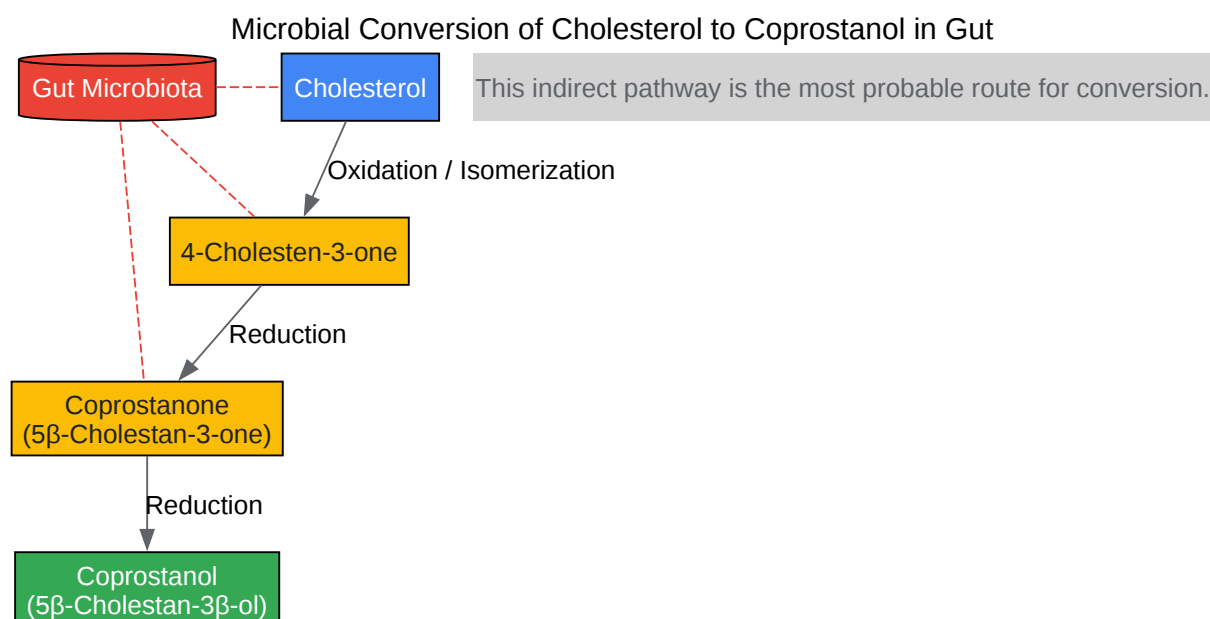 Microbial Conversion of Cholesterol to Coprostanol in Gut
Gut Microbiota
Cholesterol
This indirect pathway is the most probable route for conversion.
Oxidation / Isomerization
4-Cholesten-3-one
Reduction
Coprostanone
(5β-Cholestan-3-one)
Reduction
Coprostanol
(5β-Cholestan-3β-ol)